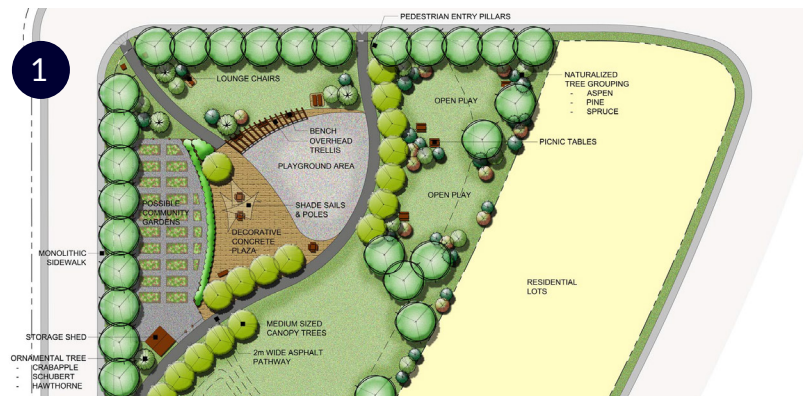 1
PEDESTRIAN ENTRY PILLARS
LOUNGE CHAIRS
NATURALIZED
TREE GROUPING
- ASPEN
- PINE
- SPRUCE
OPEN PLAY
BENCH
OVERHEAD
TRELLIS
PICNIC TABLES
PLAYGROUND AREA
OPEN PLAY
POSSIBLE
COMMUNITY
GARDENS
SHADE SAILS
& POLES
DECORATIVE
CONCRETE
PLAZA
MONOLITHIC
SIDEWALK
RESIDENTIAL
LOTS
MEDIUM SIZED
CANOPY TREES
STORAGE SHED
2m WIDE ASPHALT
PATHWAY
ORNAMENTAL TREE
- CRABAPPLE
- SCHUBERT
- HAWTHORNE